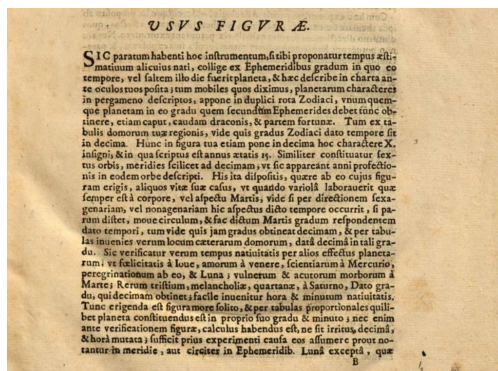 USVS FIGVRÆ.
SIC paratum habenti hoc instrumentum, si tibi proponatur tempus æsti-
matiuum alicuius nati, collige ex Ephemeridibus gradum in quo eo
tempore, vel saltem illo die fuerit planeta, & hæc describe in charta an-
te oculos tuos posita; tum mobiles quos diximus, planetarum characteres
in pergameno descriptos, appone in duplici rota Zodiaci, vnumquem-
que planetam in eo gradu quem secundum Ephemerides debet tunc ob-
tinere, etiam caput, caudam draconis, & partem fortunæ. Tum ex ta-
bulis domorum tuæ regionis, vide quis gradus Zodiaci dato tempore sit
in decima. Hunc in figura tua etiam pone in decima hoc charactere X.
insigni, & in qua scriptus est annus ætatis 15. Similiter constituatur sex-
tus orbis, meridies scilicet ad decimam, vt sic appareant anni profectio-
nis in eodem orbe descripti. His ita dispositis, quære ab eo cujus figu-
ram erigis, aliquos vitæ suæ casus, vt quando variolâ laborauerit quæ
semper est à corpore, vel aspectu Martis, vide si per directionem sexa-
genariam, vel nonagenariam hic aspectus dicto tempore occurrit, si pa-
rum distet, moue circulum, & fac dictum Martis gradum respondentem
dato tempori, tum vide quis jam gradus obtineat decimam, & per tabu-
las inuenies verum locum cæterarum domorum, datâ decimâ in tali gra-
du. Sic verificatur verum tempus natiuitatis per alios effectus planeta-
rum, vt fœlicitatis à Ioue, amorum à venere, scientiarum à Mercurio,
peregrinationum ab eo, & Luna; vulnerum & acutorum morborum à
Marte; Rerum tristium, melancholiæ, quartanæ, à Saturno, Dato gra-
du, qui decimam obtinet; facile inuenitur hora & minutum natiuitatis.
Tunc erigenda est figura more solito, & per tabulas proportionales quili-
bet planeta constituendus est in proprio suo gradu & minuto; nec enim
ante verificationem figuræ, calculus habendus est, ne sit irritus, decimâ,
& horâ mutata; sufficit prius experimenti causa eos assumere prout no-
tantur in meridie, aut circiter in Ephemerid­ib. Lunâ exceptâ, quæ
B